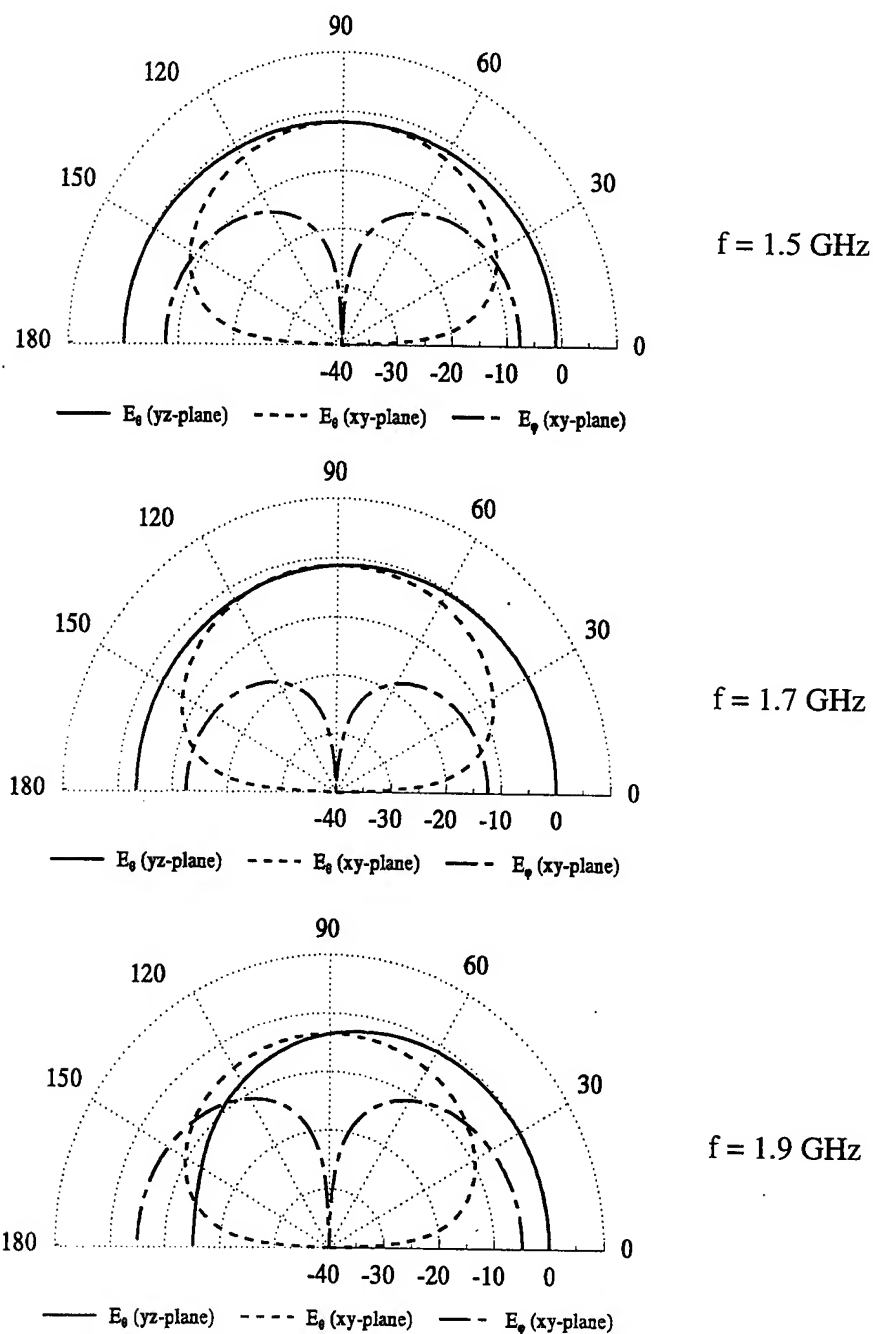 90
120
60
150
30
f = 1.5 GHz
180
0
-40 -30 -20 -10 0
E_θ (yz-plane) E_θ (xy-plane) E_φ (xy-plane)
90
120
60
150
30
f = 1.7 GHz
180
0
-40 -30 -20 -10 0
E_θ (yz-plane) E_θ (xy-plane) E_φ (xy-plane)
90
120
60
150
30
f = 1.9 GHz
180
0
-40 -30 -20 -10 0
E_θ (yz-plane) E_θ (xy-plane) E_φ (xy-plane)